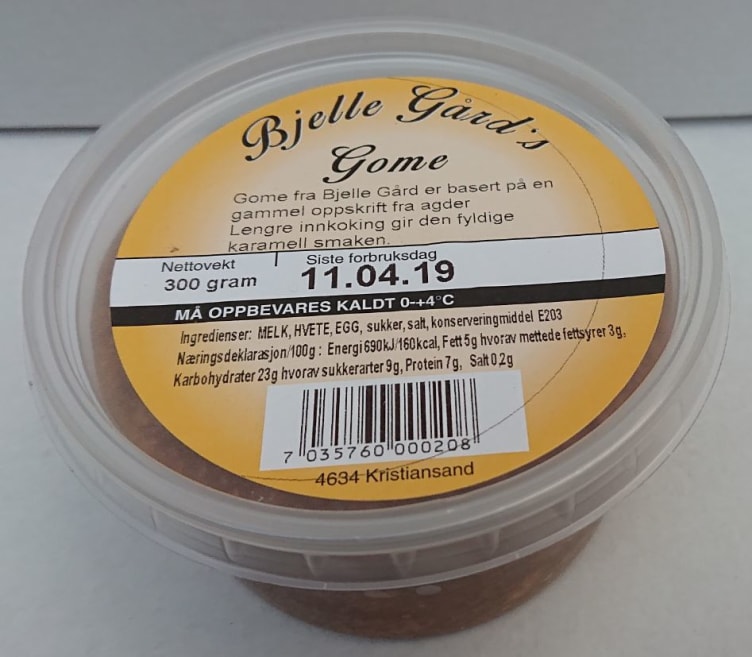 Bjelle Gård's
Gome
Gome fra Bjelle Gård er basert på en
gammel oppskrift fra agder
Lengre innkoking gir den fyldige
karamell smaken.
Nettovekt
300 gram
Siste forbruksdag
11.04.19
MÅ OPPBEVARES KALDT 0-+4°C
Ingredienser: MELK, HVETE, EGG, sukker, salt, konserveringmiddel E203
Næringsdeklarasjon/100g: Energi 690kJ/160kcal, Fett 5g hvorav mettede fettsyrer 3g,
Karbohydrater 23g hvorav sukkerarter 9g, Protein 7g, Salt 0,2g
7 035760 000208
4634 Kristiansand